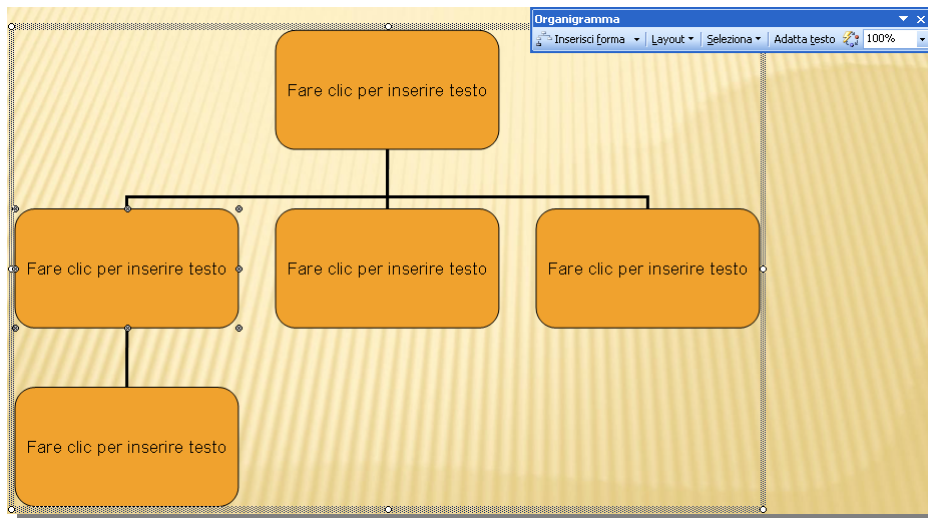 Organigramma
Inserisci forma Layout Seleziona Adatta testo 100%
Fare clic per inserire testo
Fare clic per inserire testo
Fare clic per inserire testo
Fare clic per inserire testo
Fare clic per inserire testo